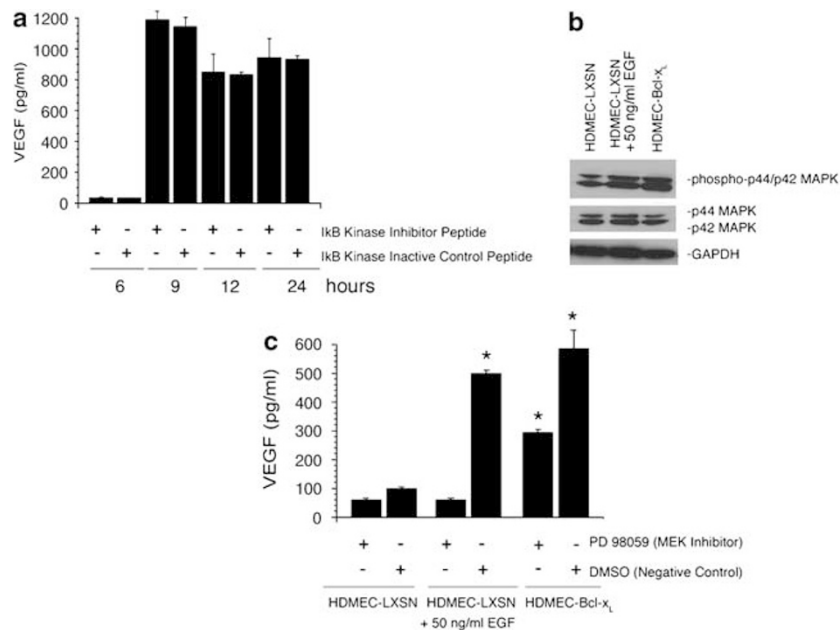 a
VEGF (pg/ml)
1200
1000
800
600
400
200
0
+ - + - + - + - IkB Kinase Inhibitor Peptide
- + - + - + - + IkB Kinase Inactive Control Peptide
6 9 12 24 hours
b
HDMEC-LXSN
HDMEC-LXSN
+ 50 ng/ml EGF
HDMEC-Bcl-xL
-phospho-p44/p42 MAPK
-p44 MAPK
-p42 MAPK
-GAPDH
c
VEGF (pg/ml)
600
500
400
300
200
100
0
* * *
+ - + - + - PD 98059 (MEK Inhibitor)
- + - + - + DMSO (Negative Control)
HDMEC-LXSN HDMEC-LXSN HDMEC-Bcl-xL
+ 50 ng/ml EGF